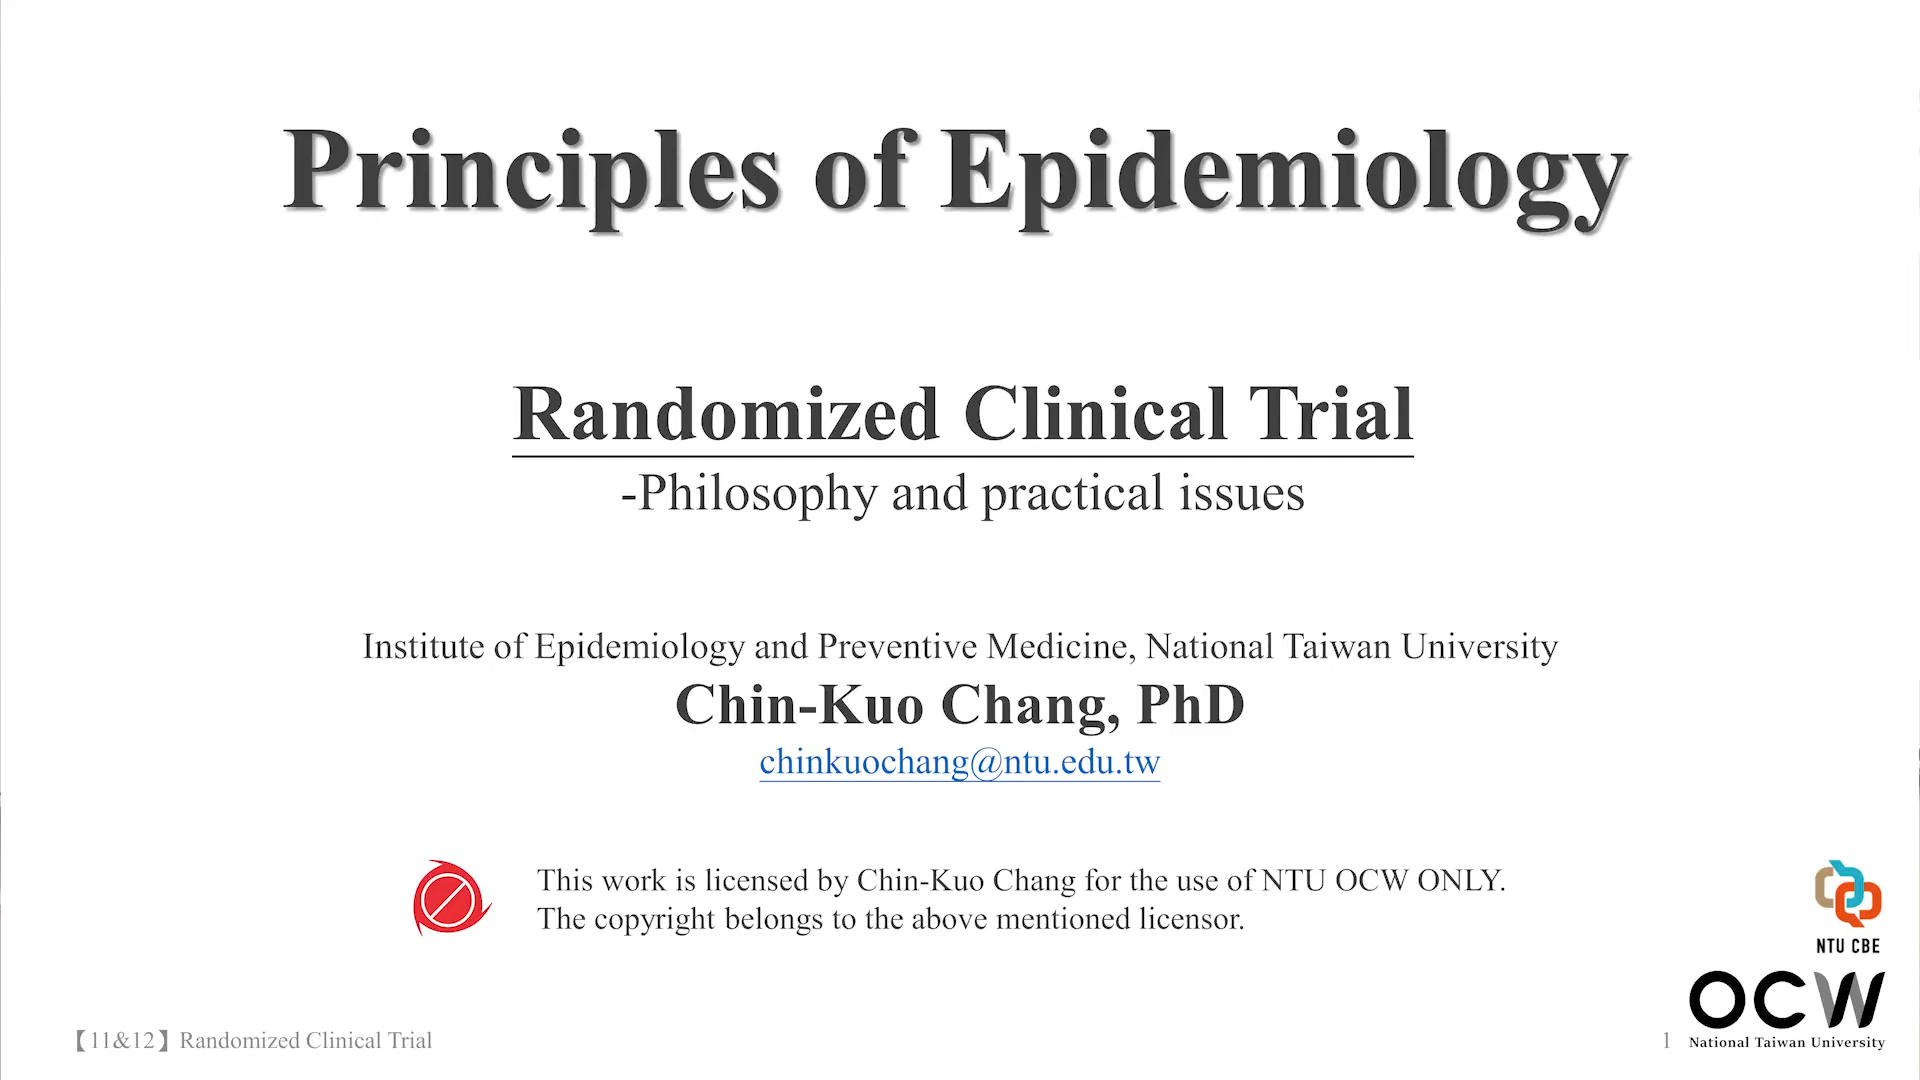 Principles of Epidemiology
Randomized Clinical Trial
-Philosophy and practical issues
Institute of Epidemiology and Preventive Medicine, National Taiwan University
Chin-Kuo Chang, PhD
chinkuochang@ntu.edu.tw
This work is licensed by Chin-Kuo Chang for the use of NTU OCW ONLY.
The copyright belongs to the above mentioned licensor.
NTU CBE
OCW
National Taiwan University
【11&12】Randomized Clinical Trial
1